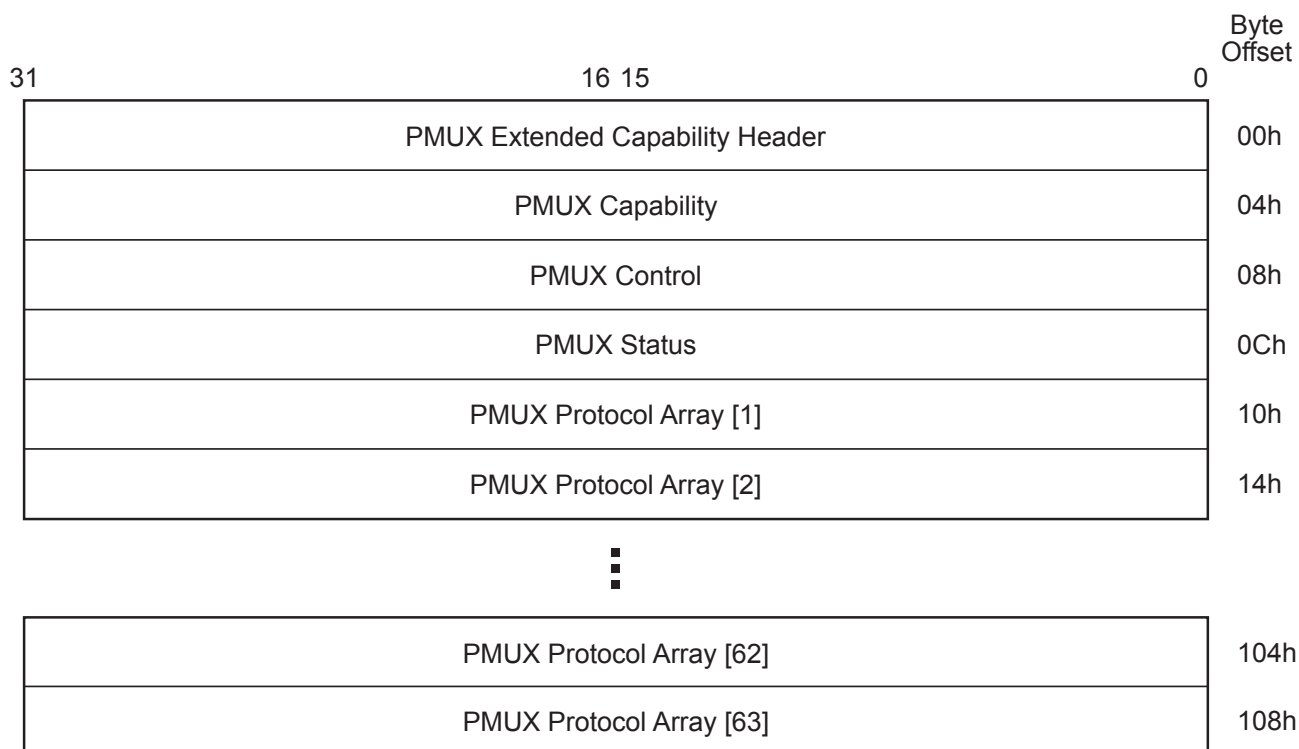 Byte
Offset
31 16 15 0
PMUX Extended Capability Header 00h
PMUX Capability 04h
PMUX Control 08h
PMUX Status 0Ch
PMUX Protocol Array [1] 10h
PMUX Protocol Array [2] 14h
PMUX Protocol Array [62] 104h
PMUX Protocol Array [63] 108h